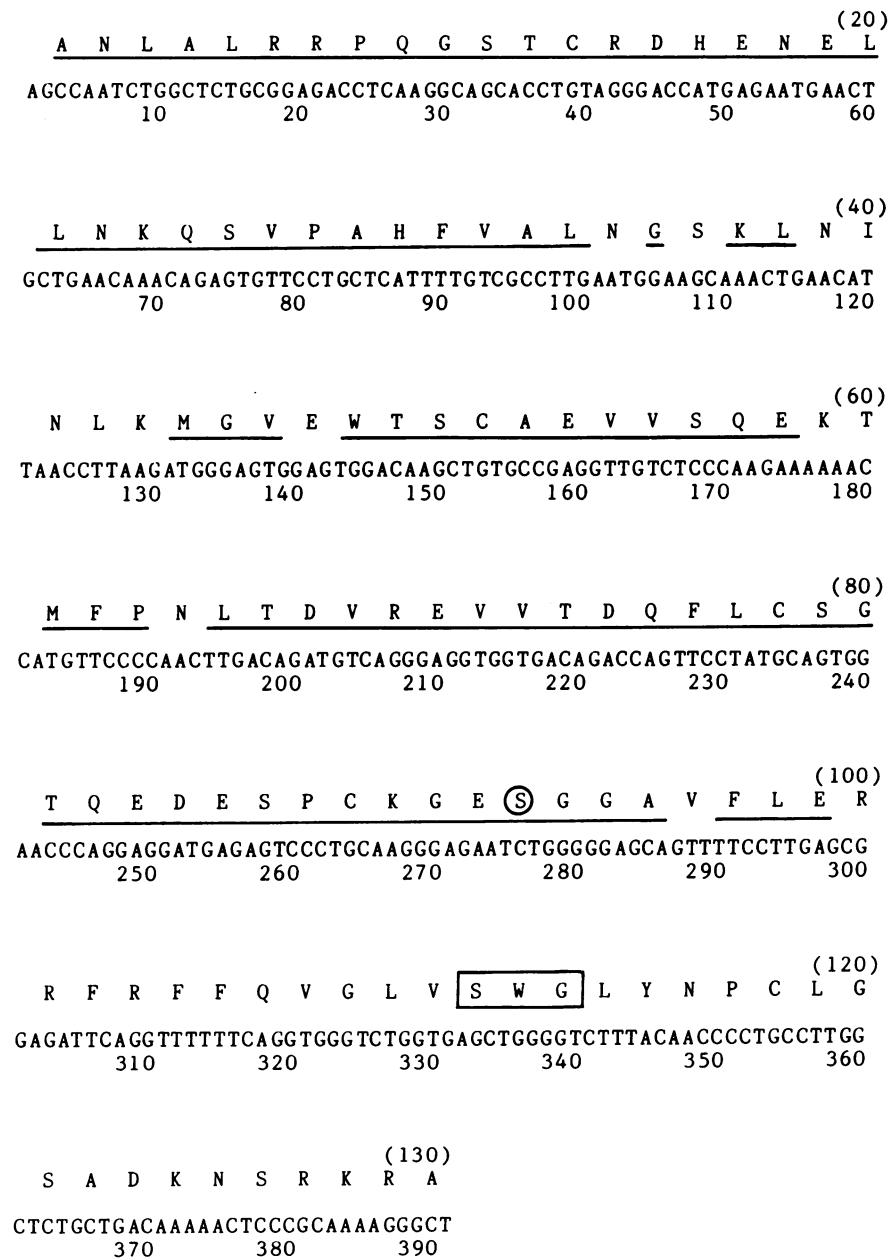 (20)
A N L A L R R P Q G S T C R D H E N E L
AGCCAATCTGGCTCTGCGGAGACCTCAAGGCAGCACCTGTAGGGACCATGAGAATGAACT
10 20 30 40 50 60
(40)
L N K Q S V P A H F V A L N G S K L N I
GCTGAACAAACAGAGTGTTCCTGCTCATTTTGTCGCCTTGAATGGAAGCAAACTGAACAT
70 80 90 100 110 120
(60)
N L K M G V E W T S C A E V V S Q E K T
TAACCTTAAGATGGGAGTGGAGTGGACAAGCTGTGCCGAGGTTGTCTCCCAAGAAAAAAC
130 140 150 160 170 180
(80)
M F P N L T D V R E V V T D Q F L C S G
CATGTTCCCCAACTTGACAGATGTCAGGGAGGTGGTGACAGACCAGTTCCTATGCAGTGG
190 200 210 220 230 240
(100)
T Q E D E S P C K G E S G G A V F L E R
AACCCAGGAGGATGAGAGTCCCTGCAAGGGAGAATCTGGGGGAGCAGTTTTCCTTGAGCG
250 260 270 280 290 300
(120)
R F R F F Q V G L V S W G L Y N P C L G
GAGATTCAGGTTTTTTCAGGTGGGTCTGGTGAGCTGGGGTCTTTACAACCCCTGCCTTGG
310 320 330 340 350 360
(130)
S A D K N S R K R A
CTCTGCTGACAAAAACTCCCGCAAAAGGGCT
370 380 390